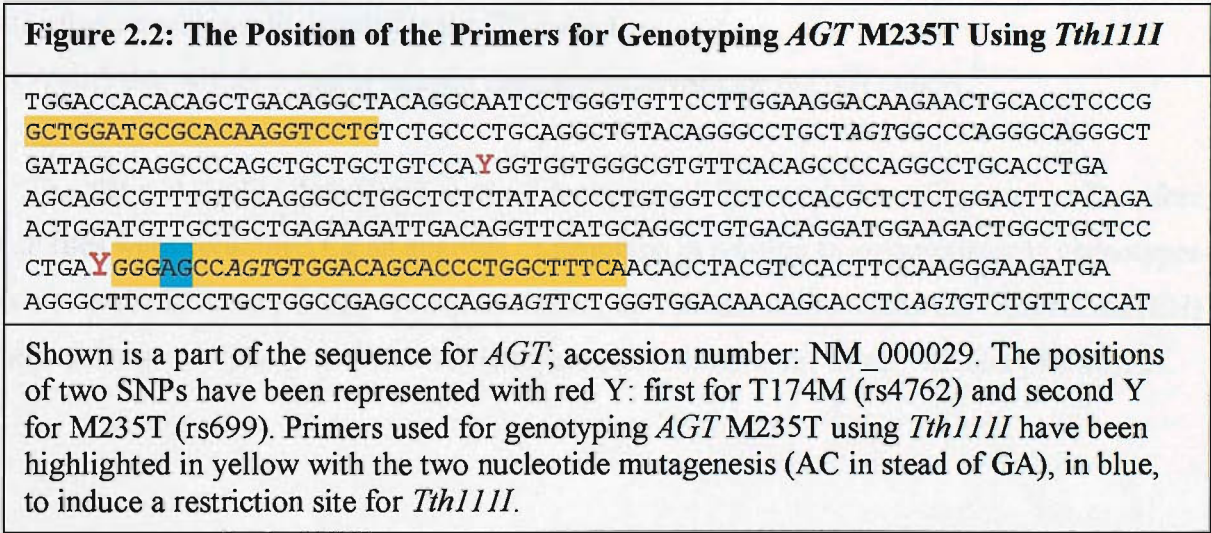 Figure 2.2: The Position of the Primers for Genotyping AGT M235T Using Tth111I
TGGACCACACAGCTGACAGGCTACAGGCAATCCTGGGTGTTCCTTGGAAGGACAAGAACTGCACCTCCCG
GCTGGATGCGCACAAGGTCCTGTCTGCCCTGCAGGCTGTACAGGGCCTGCTAGTGGCCCAGGGCAGGGCT
GATAGCCAGGCCCAGCTGCTGCTGTCCAYGGTGGTGGGCGTGTTCACAGCCCCAGGCCTGCACCTGA
AGCAGCCGTTTGTGCAGGGCCTGGCTCTCTATACCCCTGTGGTCCTCCCACGCTCTCTGGACTTCACAGA
ACTGGATGTTGCTGCTGAGAAGATTGACAGGTTCATGCAGGCTGTGACAGGATGGAAGACTGGCTGCTCC
CTGAYGGGAGCCAGTGTGGACAGCACCCTGGCTTTCAACACCTACGTCCACTTCCAAGGGAAGATGA
AGGGCTTCTCCCTGCTGGCCGAGCCCCAGGAGTTCTGGGTGGACAACAGCACCTCAGTGTCTGTTCCCAT
Shown is a part of the sequence for AGT; accession number: NM_000029. The positions
of two SNPs have been represented with red Y: first for T174M (rs4762) and second Y
for M235T (rs699). Primers used for genotyping AGT M235T using Tth111I have been
highlighted in yellow with the two nucleotide mutagenesis (AC in stead of GA), in blue,
to induce a restriction site for Tth111I.